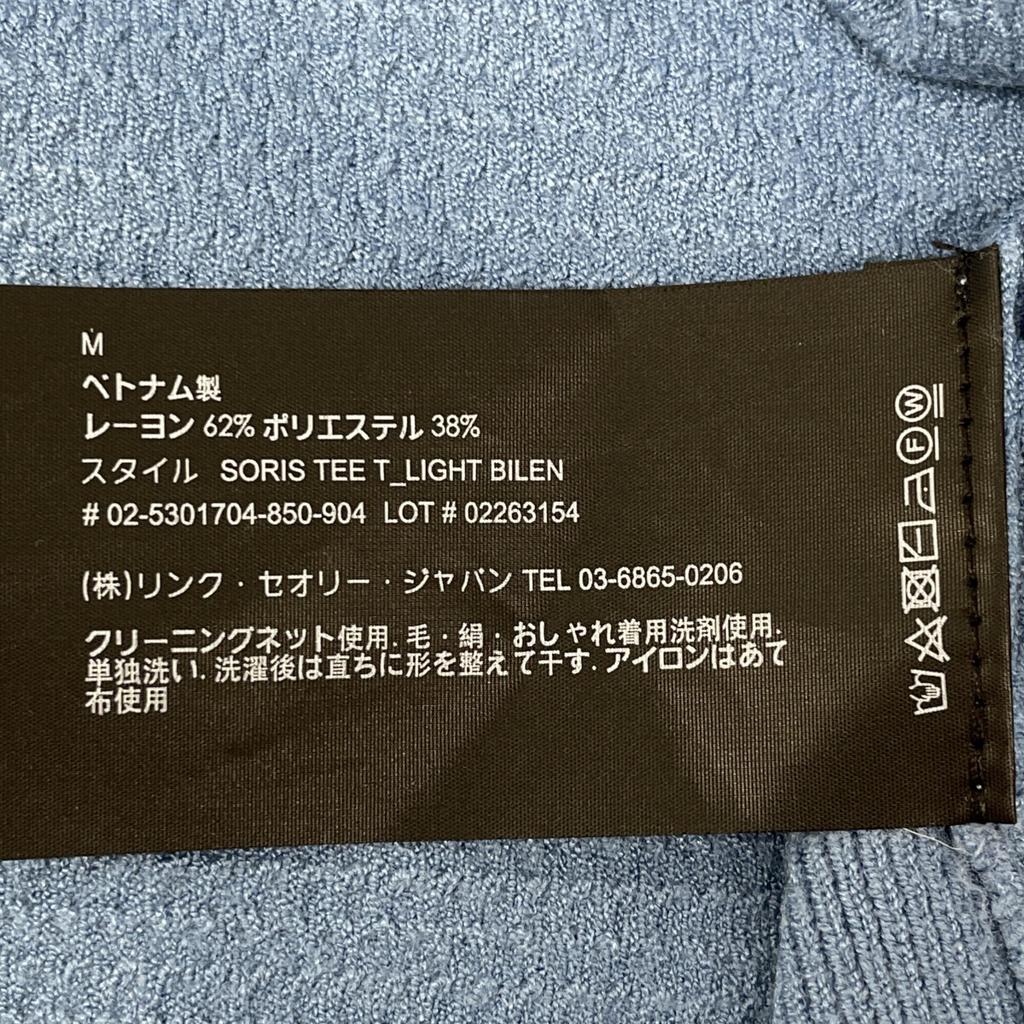 M
ベトナム製
レーヨン 62% ポリエステル 38%
スタイル SORIS TEE T_LIGHT BILEN
# 02-5301704-850-904 LOT # 02263154
(株)リンク・セオリー・ジャパン TEL 03-6865-0206
クリーニングネット使用. 毛・絹・おしゃれ着用洗剤使用.
単独洗い. 洗濯後は直ちに形を整えて干す. アイロンはあて
布使用
W
F